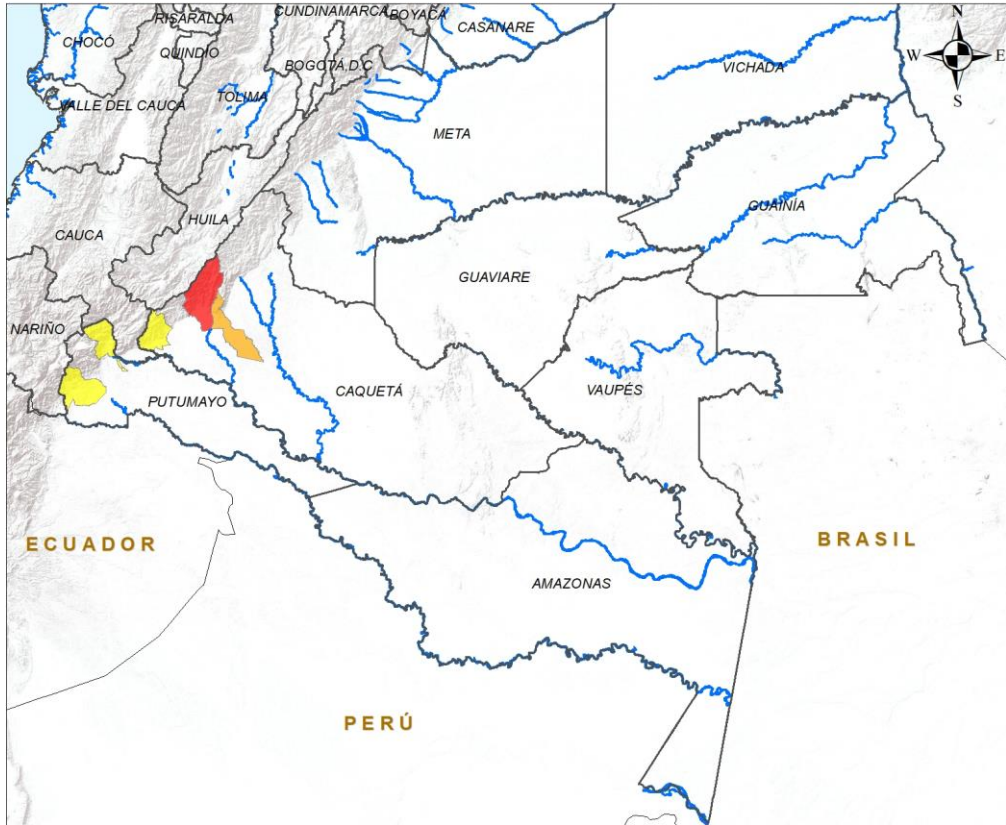 RISARALDA
CUNDINAMARCA
BOYACÁ
CASANARE
N
CHOCÓ
QUINDÍO
BOGOTÁ D.C
W
E
VICHADA
VALLE DEL CAUCA
TOLIMA
S
META
HUILA
GUAINÍA
CAUCA
GUAVIARE
NARIÑO
CAQUETÁ
VAUPÉS
PUTUMAYO
ECUADOR
BRASIL
AMAZONAS
PERÚ